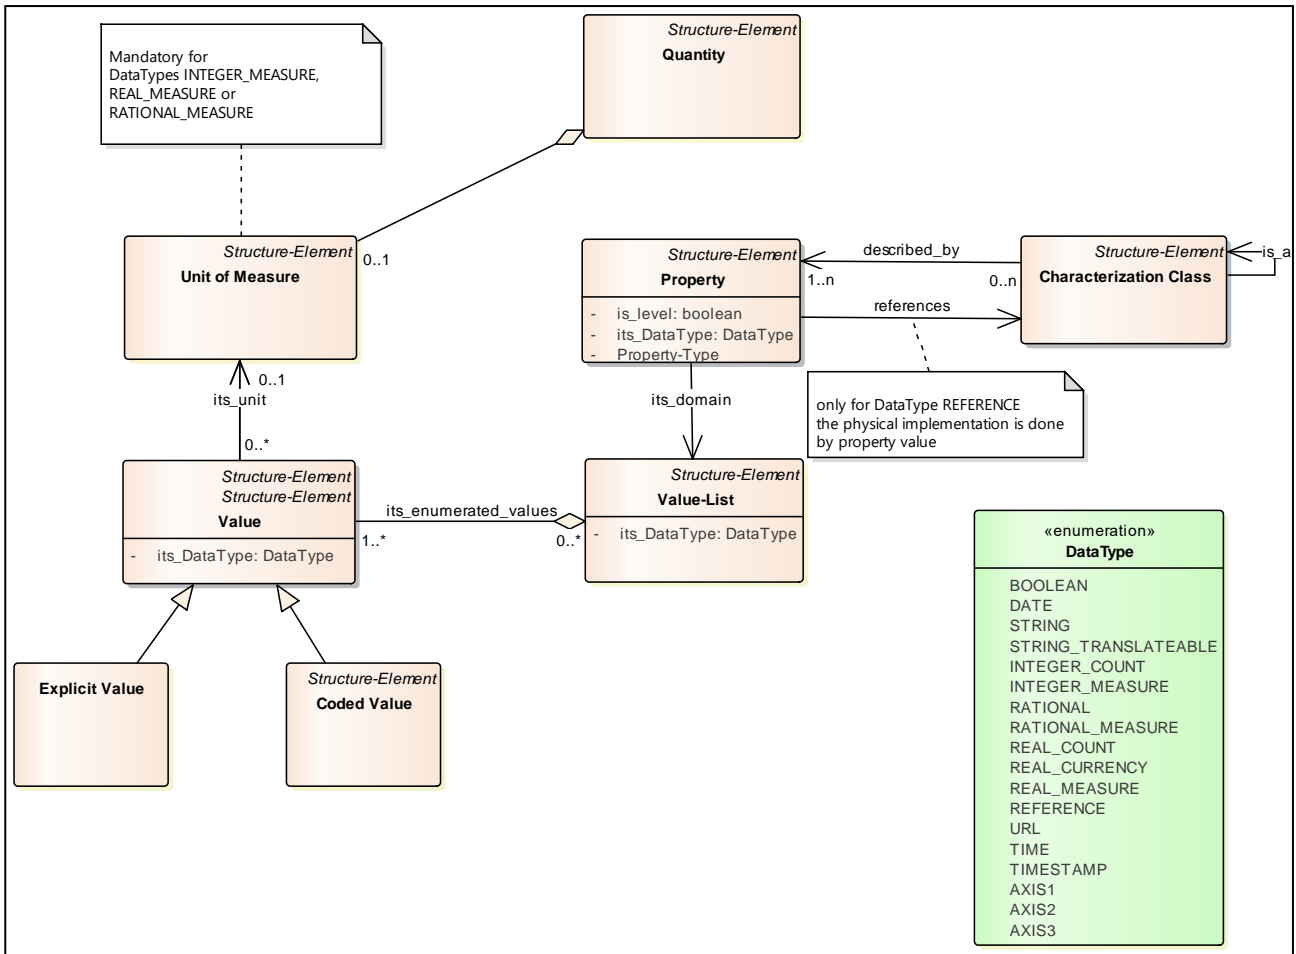 Mandatory for
DataTypes INTEGER_MEASURE,
REAL_MEASURE or
RATIONAL_MEASURE
Structure-Element
Quantity
Structure-Element
Unit of Measure
0..1
Structure-Element
Property
- is_level: boolean
- its_DataType: DataType
- Property-Type
described_by
1..n
0..n
references
Structure-Element
Characterization Class
is_a
only for DataType REFERENCE
the physical implementation is done
by property value
0..1
its_unit
0..*
its_domain
Structure-Element
Structure-Element
Value
- its_DataType: DataType
its_enumerated_values
1..*
0..*
Structure-Element
Value-List
- its_DataType: DataType
Explicit Value
Structure-Element
Coded Value
«enumeration»
DataType
BOOLEAN
DATE
STRING
STRING_TRANSLATEABLE
INTEGER_COUNT
INTEGER_MEASURE
RATIONAL
RATIONAL_MEASURE
REAL_COUNT
REAL_CURRENCY
REAL_MEASURE
REFERENCE
URL
TIME
TIMESTAMP
AXIS1
AXIS2
AXIS3